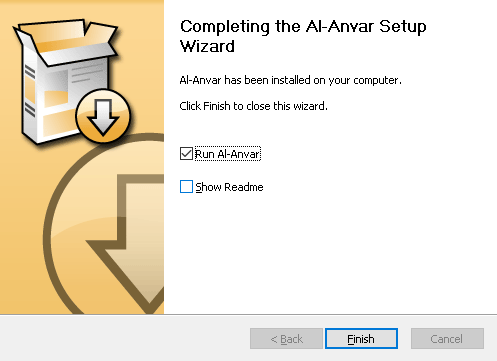 Completing the Al-Anvar Setup
Wizard
Al-Anvar has been installed on your computer.
Click Finish to close this wizard.
Run Al-Anvar
Show Readme
< Back
Finish
Cancel